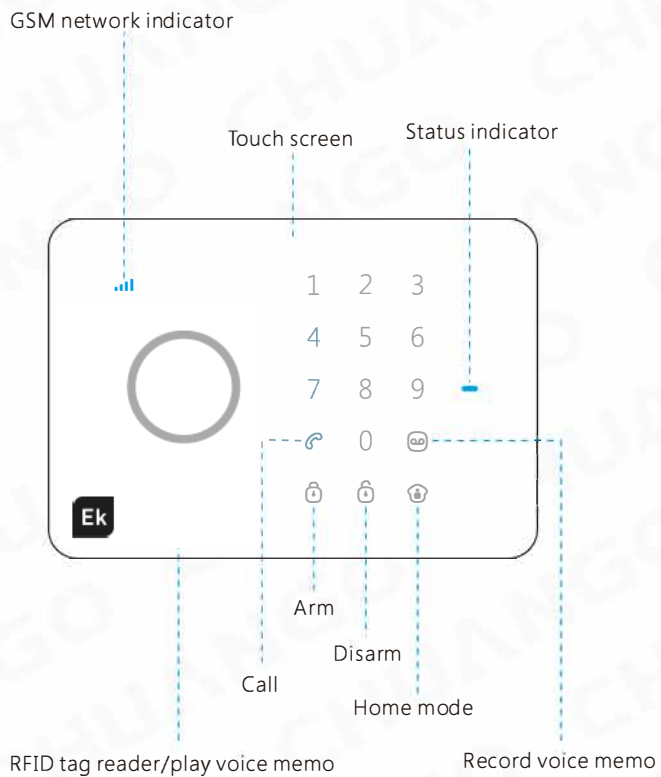 GSM network indicator
Touch screen
Status indicator
1 2 3
4 5 6
7 8 9
0
Ek
Arm
Disarm
Call
Home mode
RFID tag reader/play voice memo
Record voice memo
CHUANGO